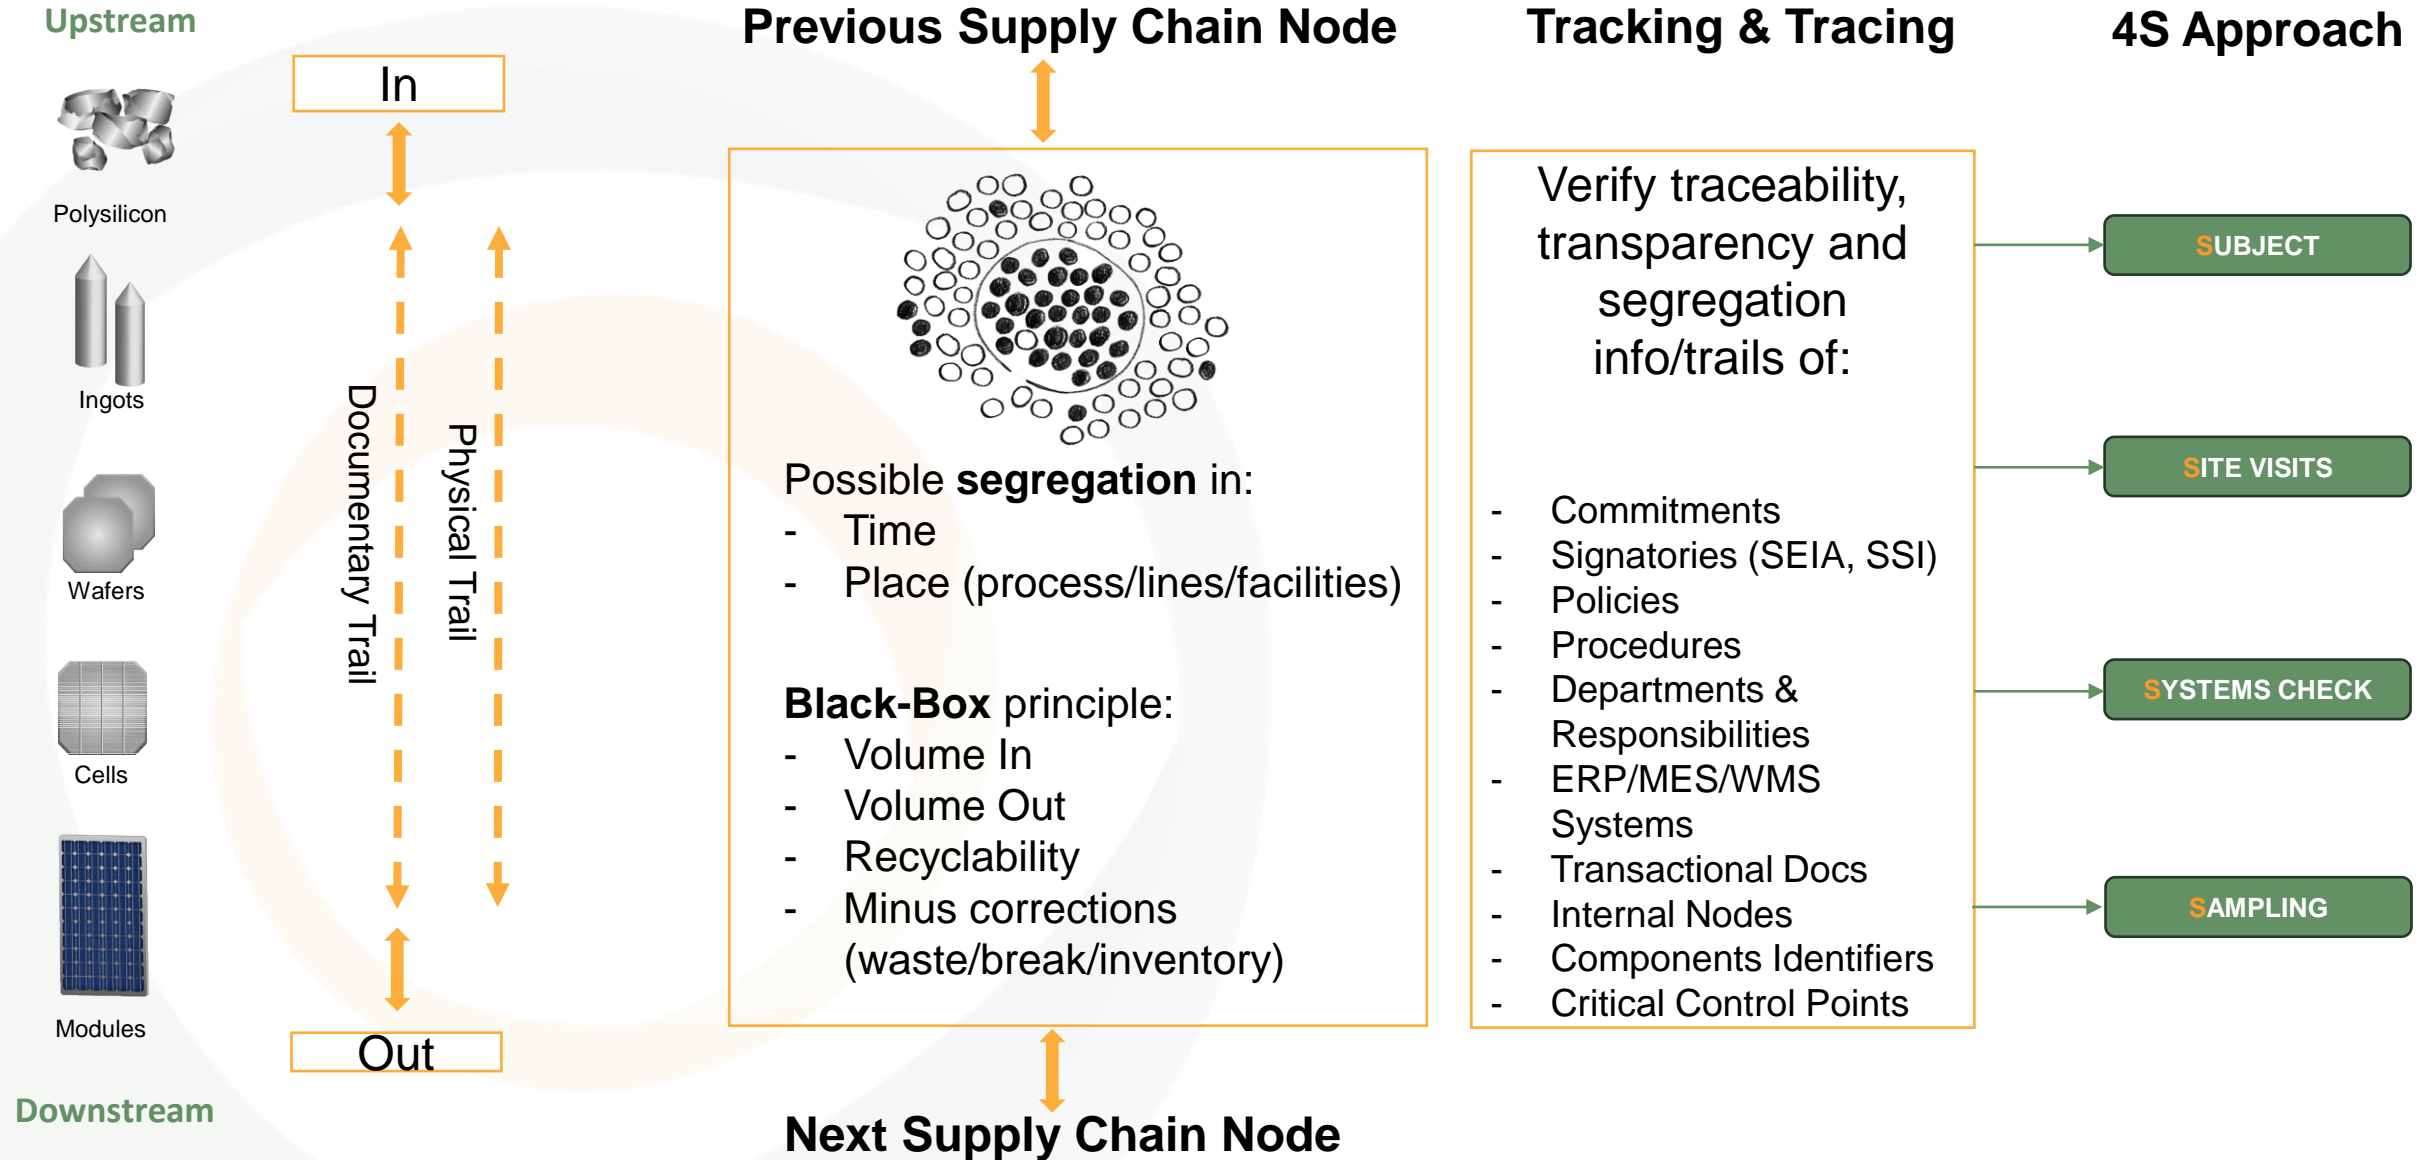 Upstream
Polysilicon
Ingots
Wafers
Cells
Modules
Downstream
In
Documentary Trail
Physical Trail
Out
Previous Supply Chain Node
Possible segregation in:
- Time
- Place (process/lines/facilities)
Black-Box principle:
- Volume In
- Volume Out
- Recyclability
- Minus corrections
(waste/break/inventory)
Next Supply Chain Node
Tracking & Tracing
Verify traceability,
transparency and
segregation
info/trails of:
- Commitments
- Signatories (SEIA, SSI)
- Policies
- Procedures
- Departments &
Responsibilities
- ERP/MES/WMS
Systems
- Transactional Docs
- Internal Nodes
- Components Identifiers
- Critical Control Points
4S Approach
SUBJECT
SITE VISITS
SYSTEMS CHECK
SAMPLING